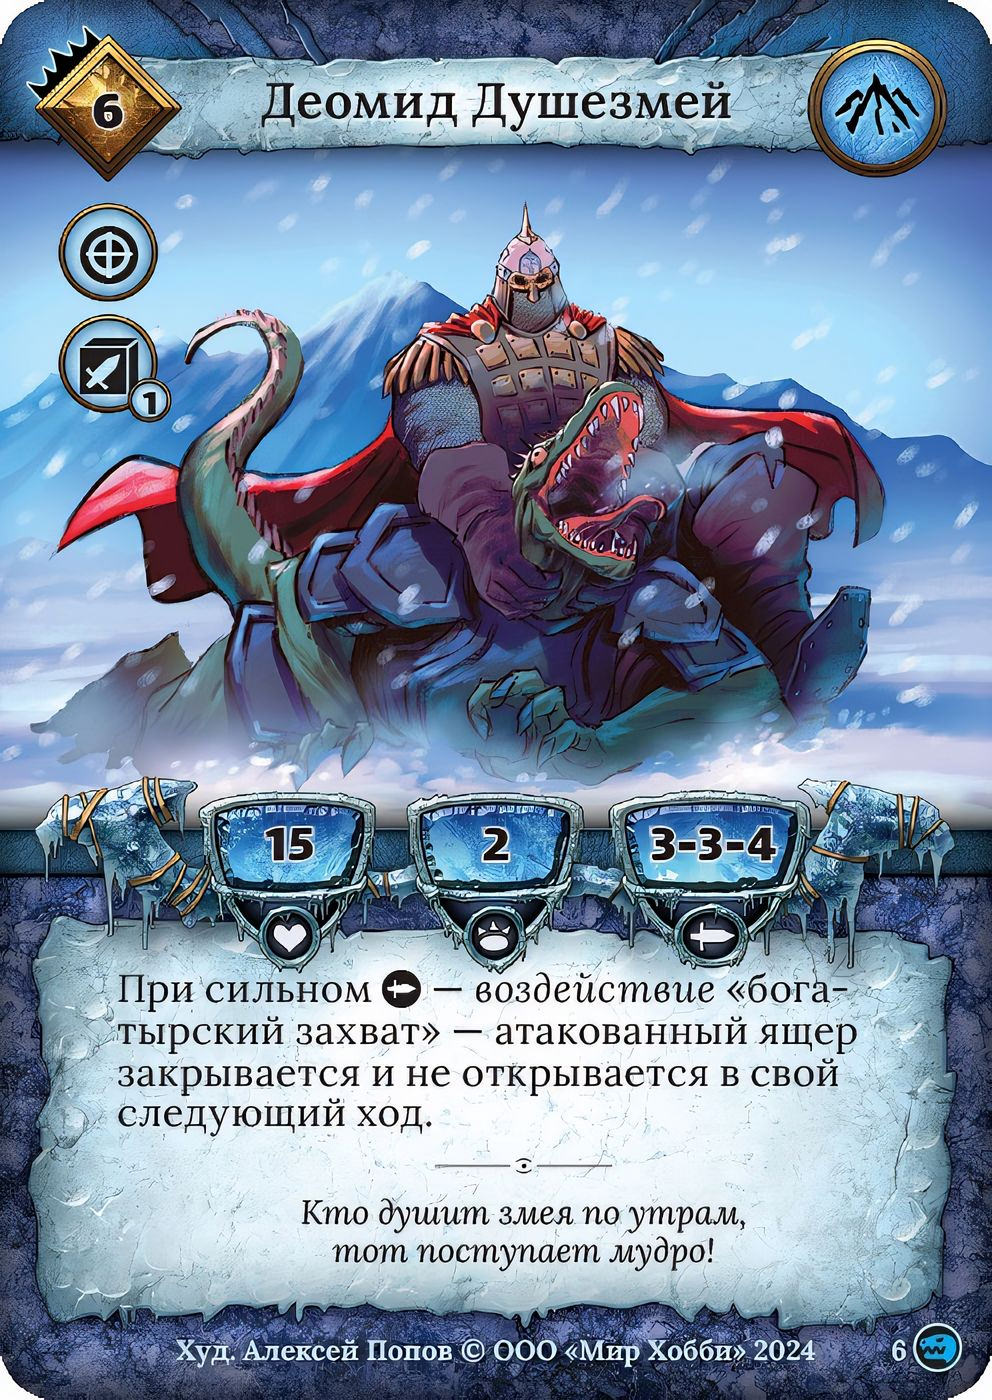 6
Деомид Душезмей
1
15
2
3-3-4
При сильном — воздействие «бога-
тырский захват» — атакованный ящер
закрывается и не открывается в свой
следующий ход.
Кто душит змея по утрам,
тот поступает мудро!
Худ. Алексей Попов © ООО «Мир Хобби» 2024
6